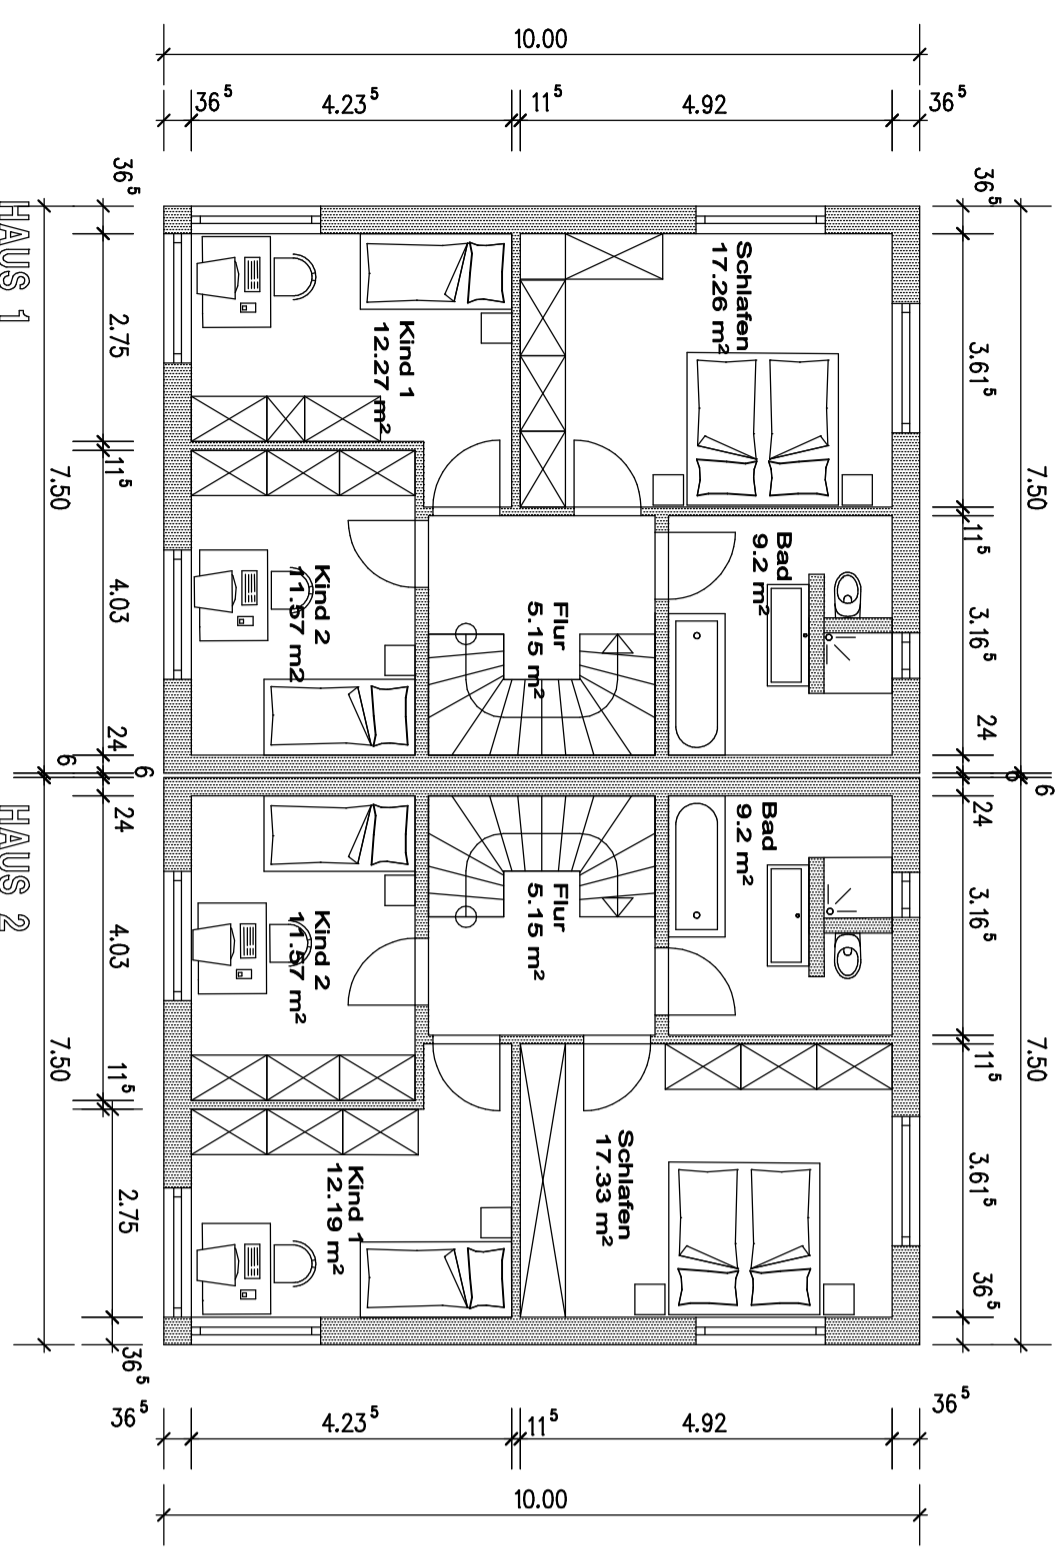 10.00
36⁵
4.23⁵
11⁵
4.92
36⁵
36⁵
2.75
11⁵
4.03
24
6
7.50
HAUS 1
36⁵
3.61⁵
11⁵
3.16⁵
24
6
7.50
Schlafen
17.26 m²
Kind 1
12.27 m²
Bad
9.2 m²
Kind 2
11.57 m2
Flur
5.15 m²
6
6
24
4.03
11⁵
2.75
36⁵
7.50
HAUS 2
24
3.16⁵
11⁵
3.61⁵
36⁵
7.50
Bad
9.2 m²
Flur
5.15 m²
Kind 2
11.57 m²
Schlafen
17.33 m²
Kind 1
12.19 m²
36⁵
4.23⁵
11⁵
4.92
36⁵
10.00